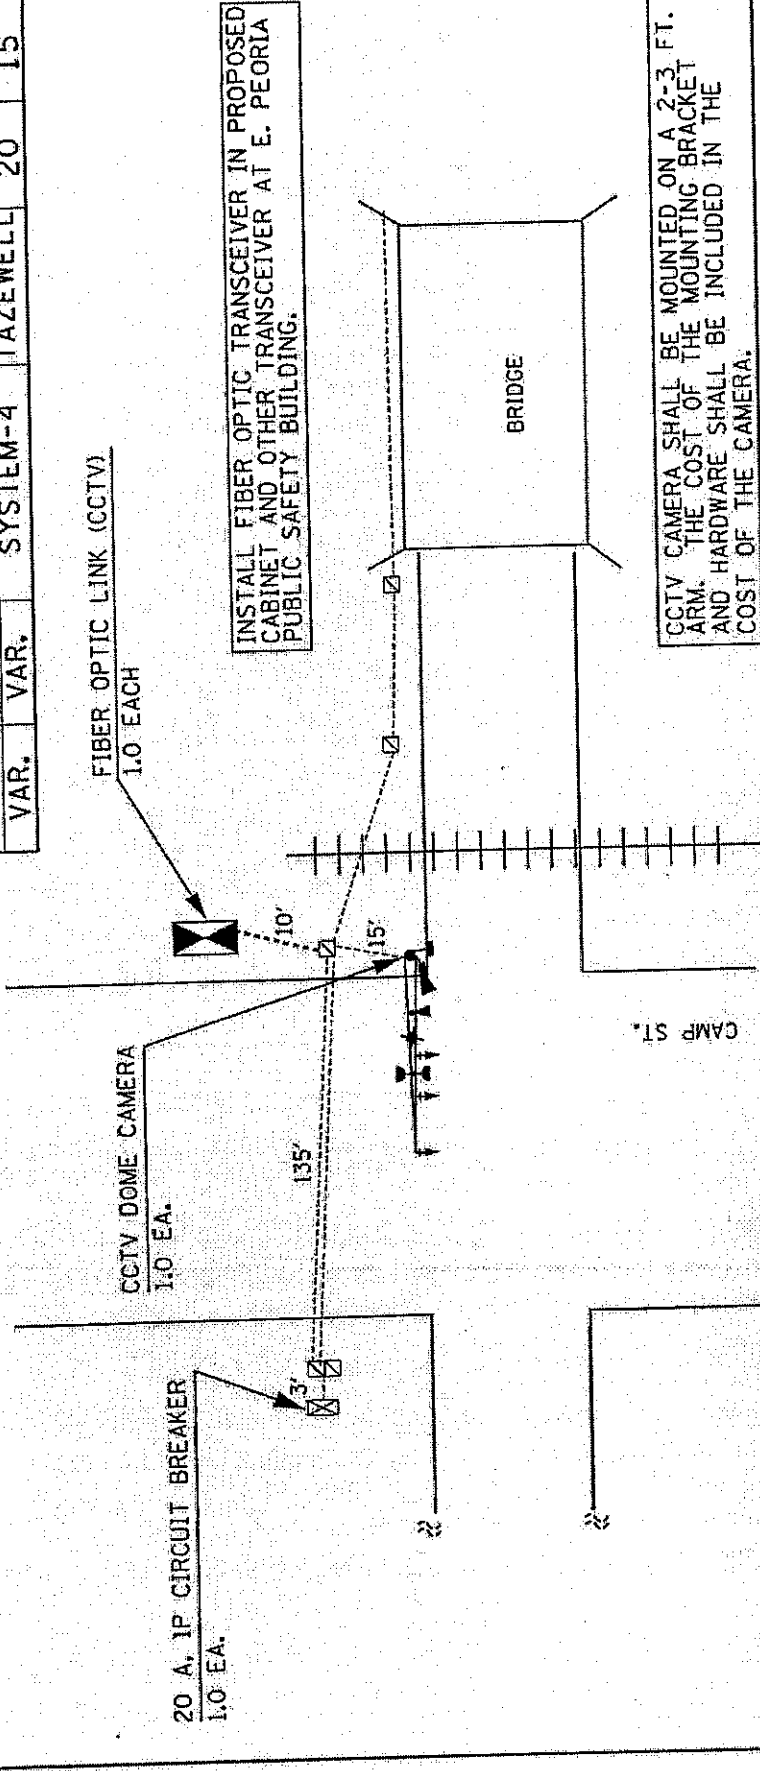 VAR.
VAR.
SYSTEM-4
TAZEWELL
20
15
FIBER OPTIC LINK (CCTV)
1.0 EACH
INSTALL FIBER OPTIC TRANSCEIVER IN PROPOSED
CABINET AND OTHER TRANSCEIVER AT E. PEORIA
PUBLIC SAFETY BUILDING.
CCTV DOME CAMERA
1.0 EA.
20 A, 1P CIRCUIT BREAKER
1.0 EA.
3'
135'
10'
15'
BRIDGE
CAMP ST.
CCTV CAMERA SHALL BE MOUNTED ON A 2-3 FT.
ARM. THE COST OF THE MOUNTING BRACKET
AND HARDWARE SHALL BE INCLUDED IN THE
COST OF THE CAMERA.